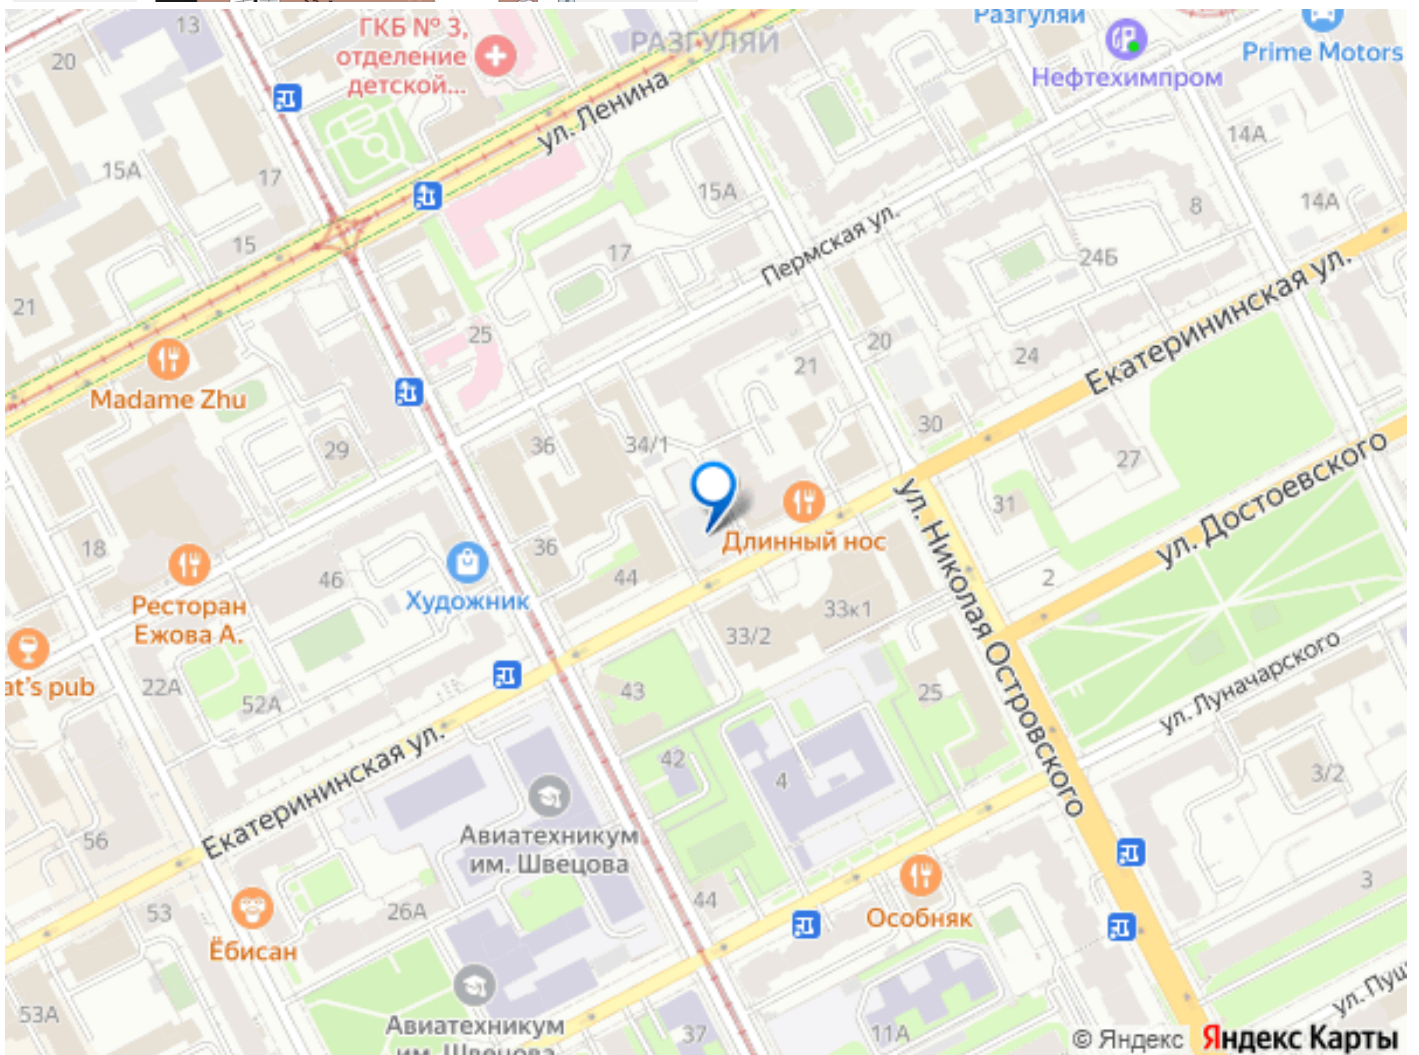 13
ГКБ № 3,
отделение
детской...
РАЗГУЛЯЙ
Разгуляй
Нефтехимпром
Prime Motors
20
ул. Ленина
14А
15А
17
15А
8
14А
15
17
Пермская ул.
24Б
Екатерининская ул.
21
25
20
24
21
Madame Zhu
29
36
34/1
30
27
31
ул. Достоевского
Длинный нос
ул. Николая Островского
18
46
36
44
2
Ресторан
Ежова А.
Художник
33к1
33/2
at's pub
22А
52А
43
25
ул. Луначарского
Екатерининская ул.
42
4
3/2
56
Авиатехникум
им. Швецова
53
26А
44
Особняк
3
Ёбисан
53А
Авиатехникум
им. Швецова
37
11А
ул. Пуш
© Яндекс Яндекс Карты